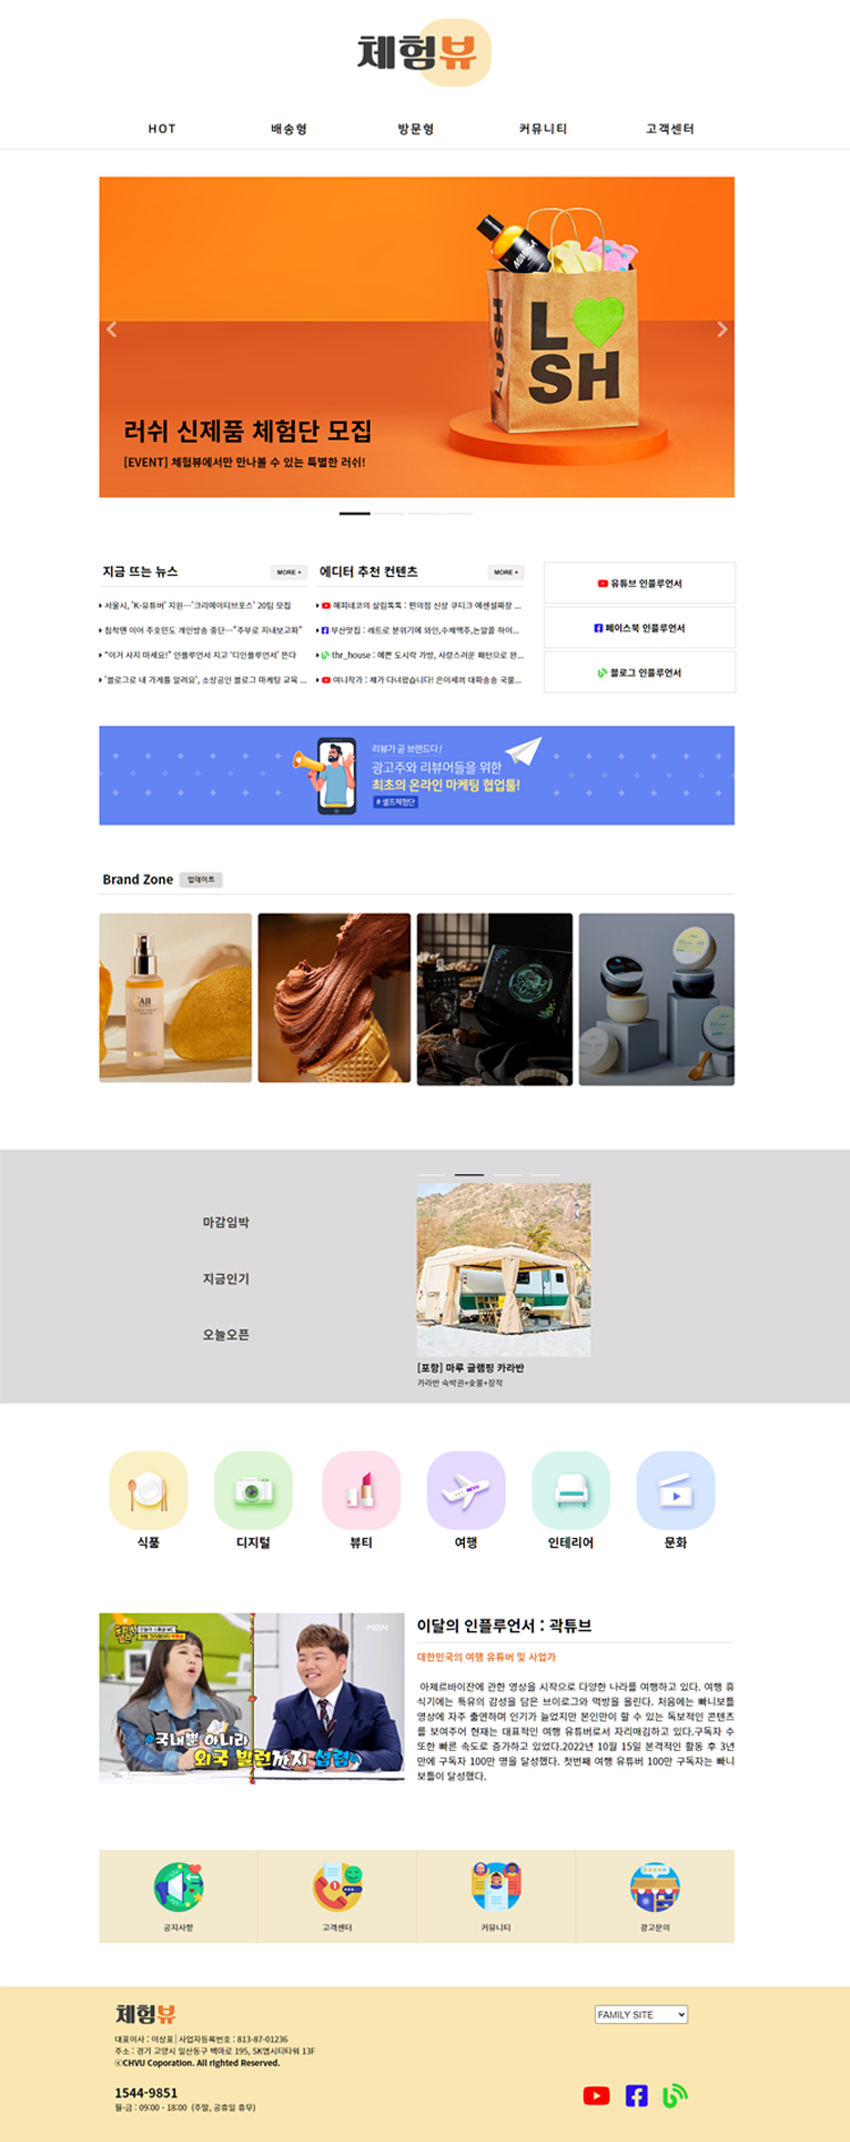 체험뷰
HOT
배송형
방문형
커뮤니티
고객센터
LUSH
L SH
러쉬 신제품 체험단 모집
[EVENT] 체험뷰에서만 만나볼 수 있는 특별한 러쉬!
지금 뜨는 뉴스
MORE +
서울시, 'K-유튜버' 지원…'크리에이티브포스' 20팀 모집
침착맨 이어 주호민도 개인방송 중단…"주부로 지내보고파"
"이거 사지 마세요!" 인플루언서 지고 '디인플루언서' 뜬다
'블로그로 내 가게를 알려요', 소상공인 블로그 마케팅 교육 ...
에디터 추천 컨텐츠
MORE +
해피네코의 살림톡톡 : 편의점 신상 쿠티크 에센셜짜장 ...
부산맛집 : 레트로 분위기에 와인,수제맥주,논알콜 하이...
thr_house : 예쁜 도시락 가방, 사랑스러운 패턴으로 완...
여니작가 : 제가 다녀왔습니다! 은이세끼 대파송송 국물...
유튜브 인플루언서
페이스북 인플루언서
블로그 인플루언서
리뷰가 곧 브랜드다!
광고주와 리뷰어들을 위한
최초의 온라인 마케팅 협업툴!
# 셀프체험단
Brand Zone
업데이트
마감임박
지금인기
오늘오픈
[포항] 마루 글램핑 카라반
카라반 숙박권+숯불+장작
식품
디지털
뷰티
여행
인테리어
문화
MBN
국내뿐 아니라
외국 빌런까지 섭렵
이달의 인플루언서 : 곽튜브
대한민국의 여행 유튜버 및 사업가
아제르바이잔에 관한 영상을 시작으로 다양한 나라를 여행하고 있다. 여행 휴
식기에는 특유의 감성을 담은 브이로그와 먹방을 올린다. 처음에는 빠니보틀
영상에 자주 출연하며 인기가 늘었지만 본인만이 할 수 있는 독보적인 콘텐츠
를 보여주어 현재는 대표적인 여행 유튜버로서 자리매김하고 있다.구독자 수
또한 빠른 속도로 증가하고 있었다.2022년 10월 15일 본격적인 활동 후 3년
만에 구독자 100만 명을 달성했다. 첫번째 여행 유튜버 100만 구독자는 빠니
보틀이 달성했다.
공지사항
고객센터
커뮤니티
광고문의
체험뷰
대표이사 : 이상표│사업자등록번호 : 813-87-01236
주소 : 경기 고양시 일산동구 백마로 195, SK엠시티타워 13F
ⓒCHVU Coporation. All righted Reserved.
1544-9851
월-금 : 09:00 - 18:00 (주말, 공휴일 휴무)
FAMILY SITE